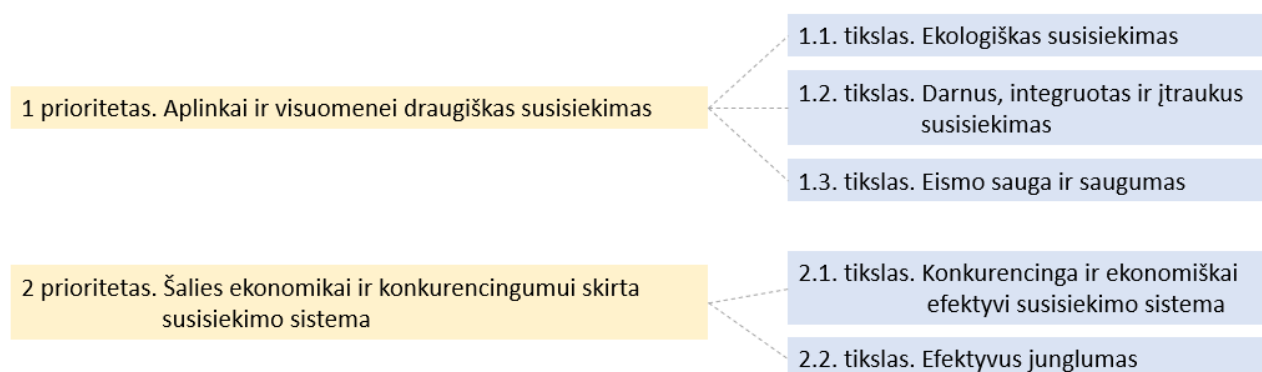 1 prioritetas. Aplinkai ir visuomenei draugiškas susisiekimas
1.1. tikslas. Ekologiškas susisiekimas
1.2. tikslas. Darnus, integruotas ir įtraukus
susisiekimas
1.3. tikslas. Eismo sauga ir saugumas
2 prioritetas. Šalies ekonomikai ir konkurencingumui skirta
susisiekimo sistema
2.1. tikslas. Konkurencinga ir ekonomiškai
efektyvi susisiekimo sistema
2.2. tikslas. Efektyvus junglumas